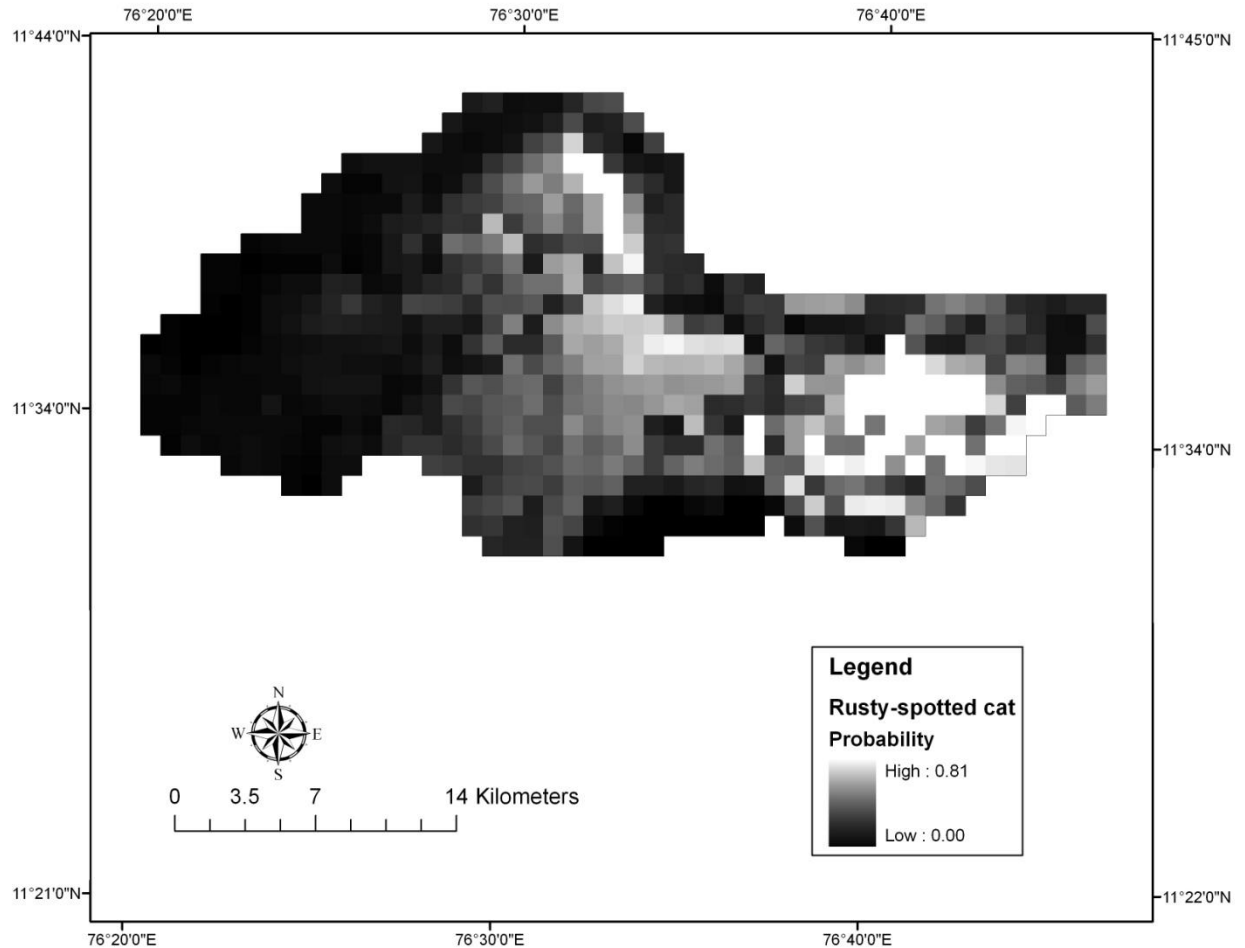 76°20'0"E 76°30'0"E 76°40'0"E
11°44'0"N 11°45'0"N
11°34'0"N 11°34'0"N
Legend
Rusty-spotted cat
Probability
High : 0.81
Low : 0.00
N
W E
S
0 3.5 7 14 Kilometers
11°21'0"N 11°22'0"N
76°20'0"E 76°30'0"E 76°40'0"E